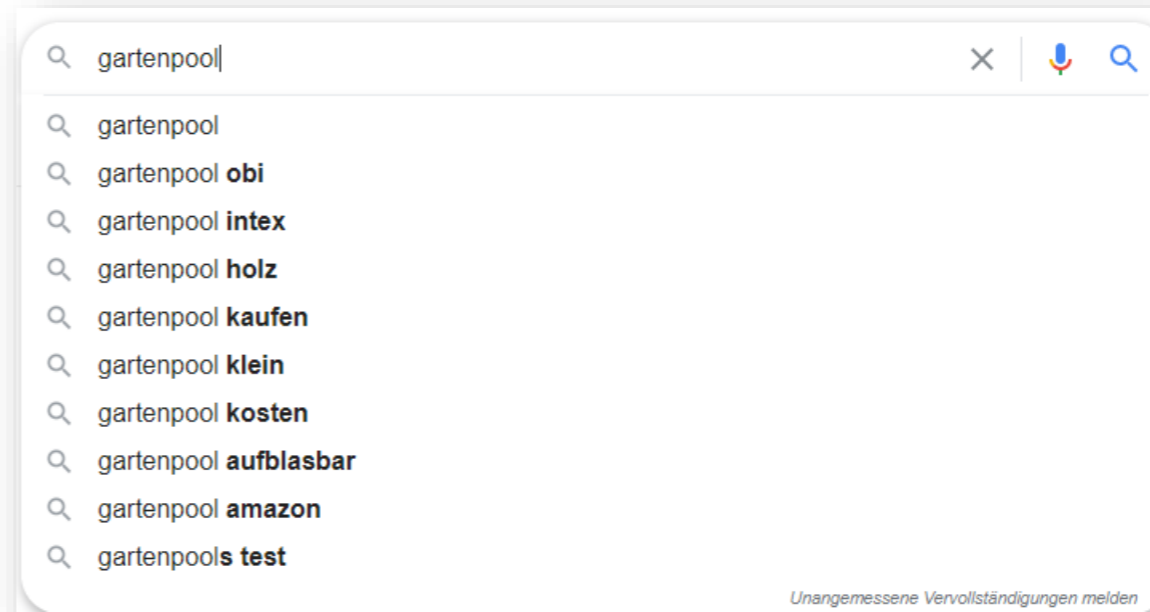 gartenpool
gartenpool
gartenpool obi
gartenpool intex
gartenpool holz
gartenpool kaufen
gartenpool klein
gartenpool kosten
gartenpool aufblasbar
gartenpool amazon
gartenpools test
Unangemessene Vervollständigungen melden